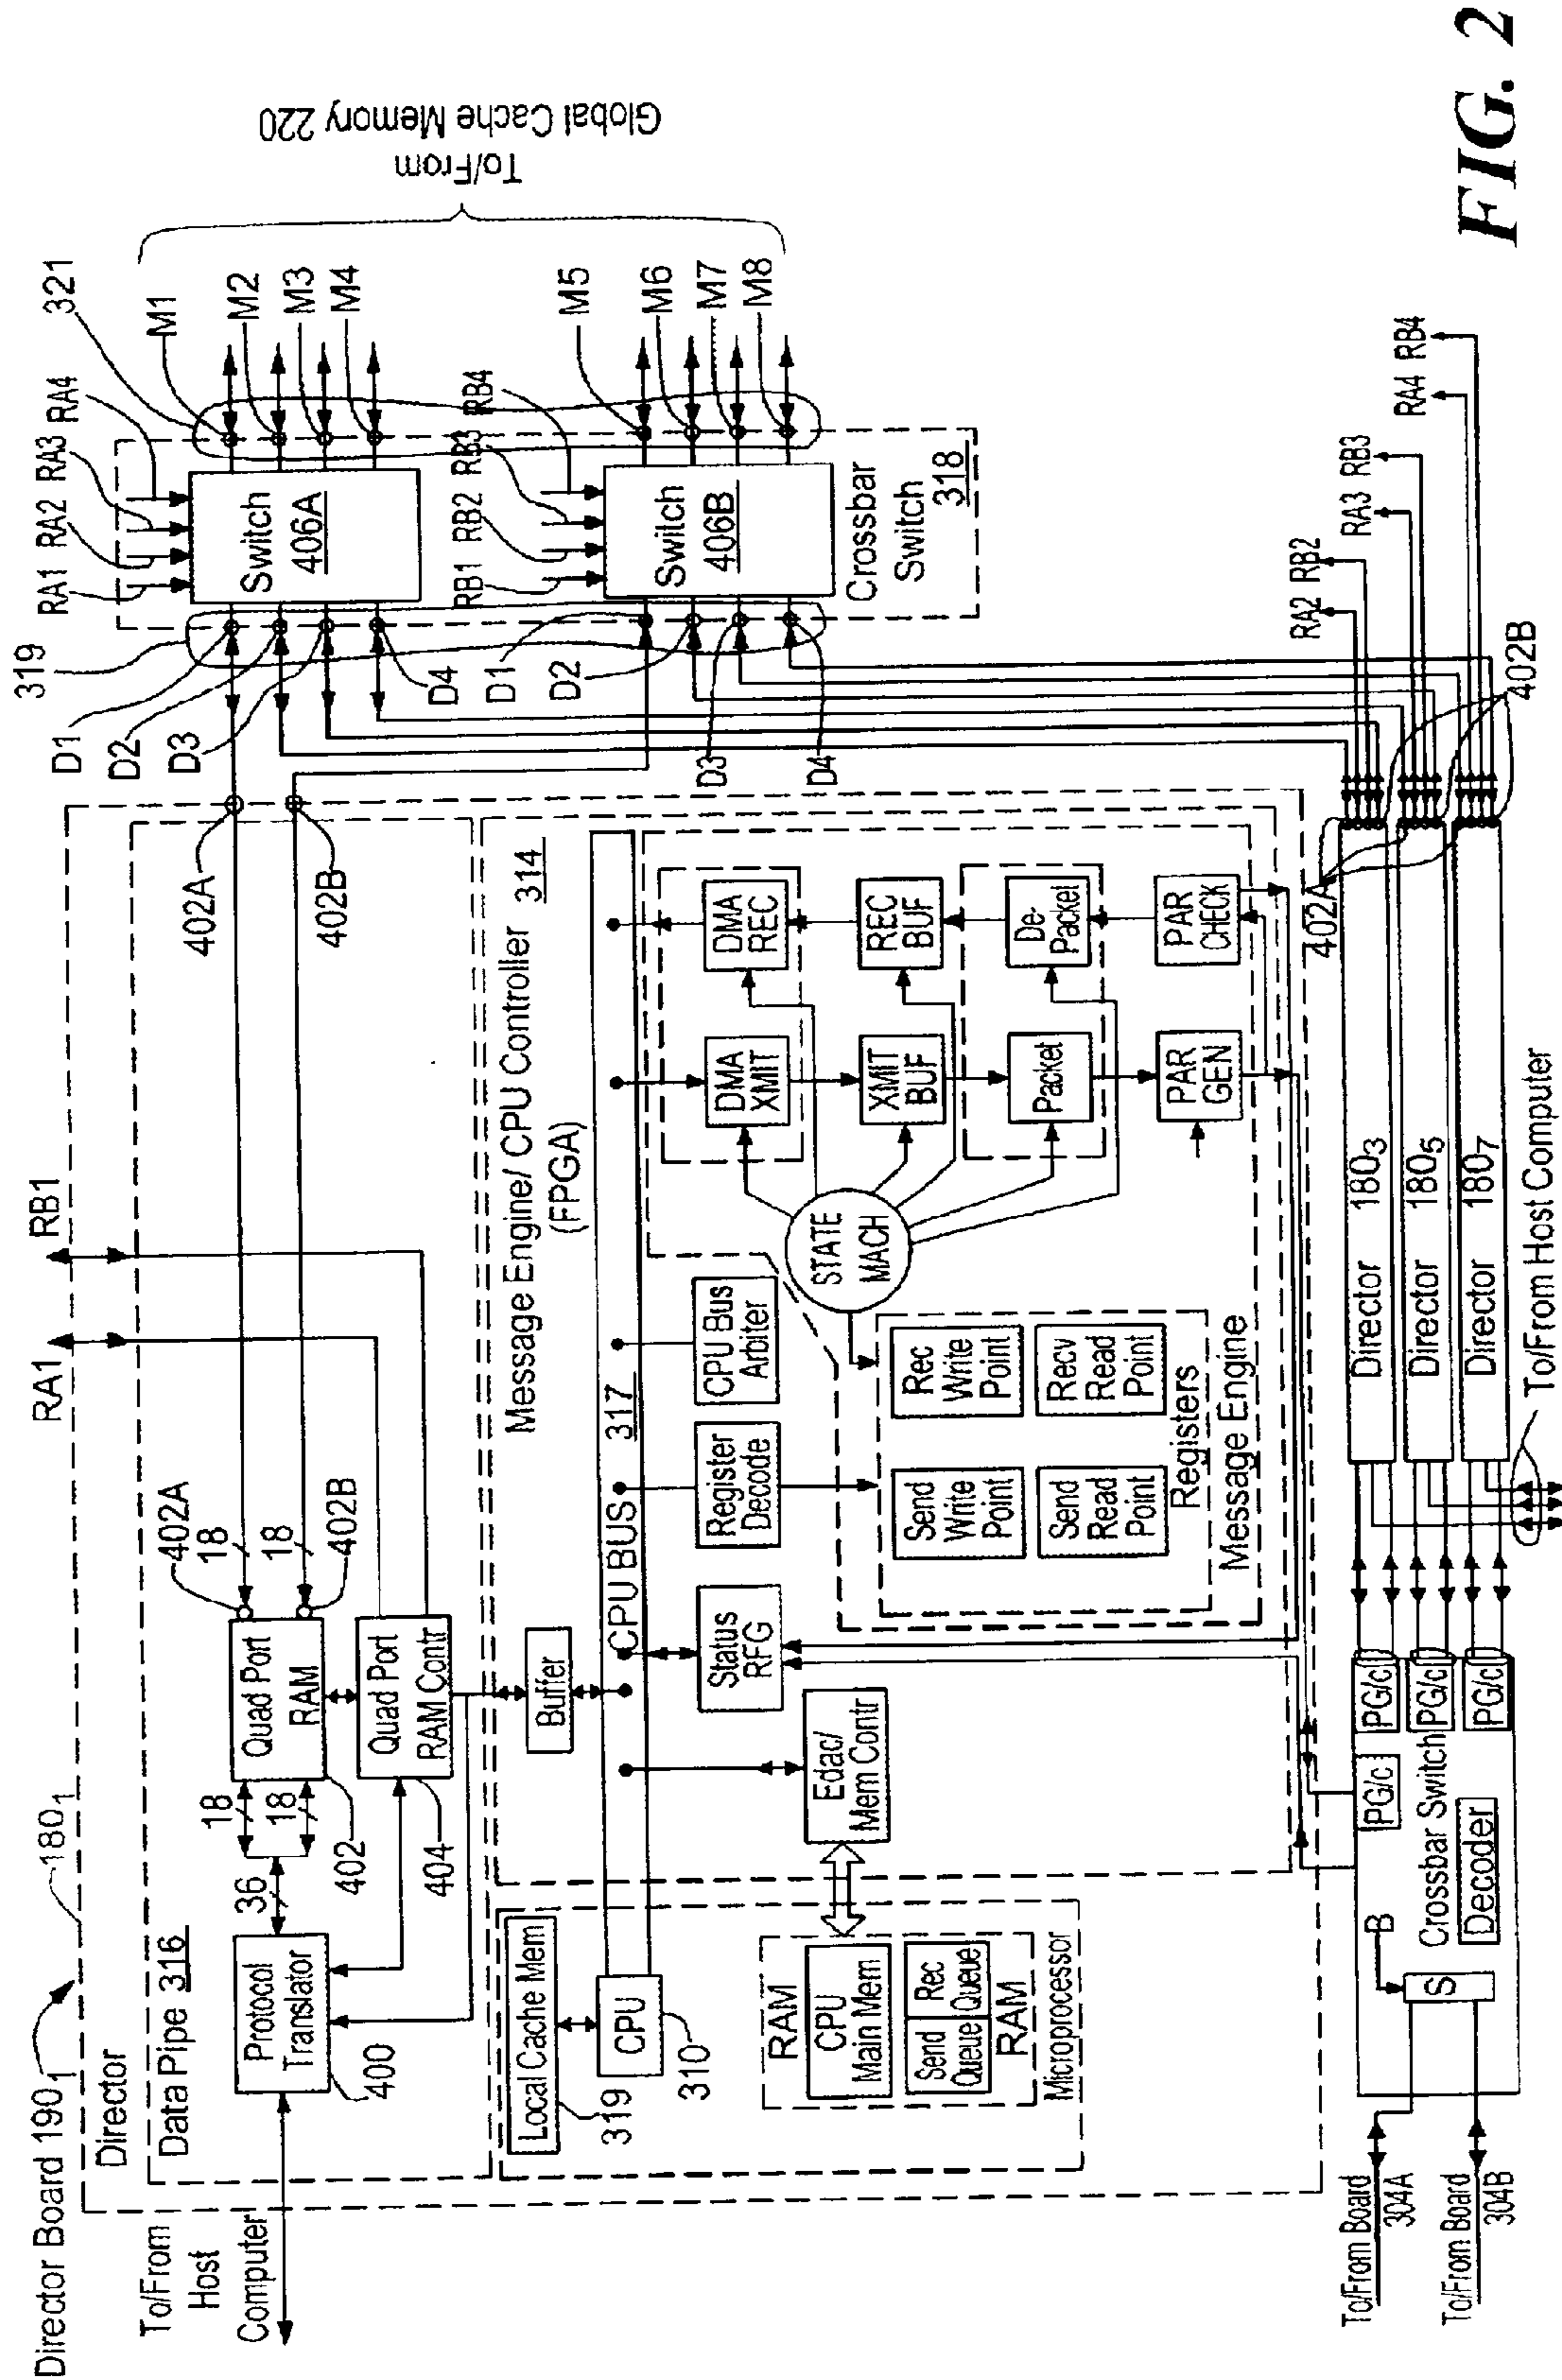 Director Board 190₁
180₁
Director
To/From
Host
Computer
Data Pipe 316
Protocol
Translator
400
36
18
18
Quad Port
RAM
402
18
402A
18
402B
Quad Port
RAM Contr
404
RA1
RB1
402A
402B
319
D1
D2
D3
D4
D1
D2
D3
D4
RA1
RA2
RA3
RA4
Switch
406A
RB1
RB2
RB3
RB4
Switch
406B
Crossbar
Switch
318
321
M1
M2
M3
M4
M5
M6
M7
M8
To/From
Global Cache Memory 220
Local Cache Mem
319
CPU
310
RAM
CPU
Main Mem
Send
Queue
Rec
Queue
RAM
Microprocessor
Message Engine/ CPU Controller
314
(FPGA)
Buffer
CPU BUS
317
Edac/
Mem Contr
Status
RFG
Register
Decode
CPU Bus
Arbiter
Send
Write
Point
Rec
Write
Point
Send
Read
Point
Recv
Read
Point
Registers
Message Engine
STATE
MACH
DMA
XMIT
DMA
REC
XMIT
BUF
REC
BUF
Packet
De-
Packet
PAR
GEN
PAR
CHECK
To/From Board
304A
To/From Board
304B
S
B
Crossbar Switch
Decoder
PG/c
PG/c
PG/c
PG/c
Director 180₃
Director 180₅
Director 180₇
To/From Host Computer
402A
402B
RA2
RB2
RA3
RB3
RA4
RB4
FIG. 2